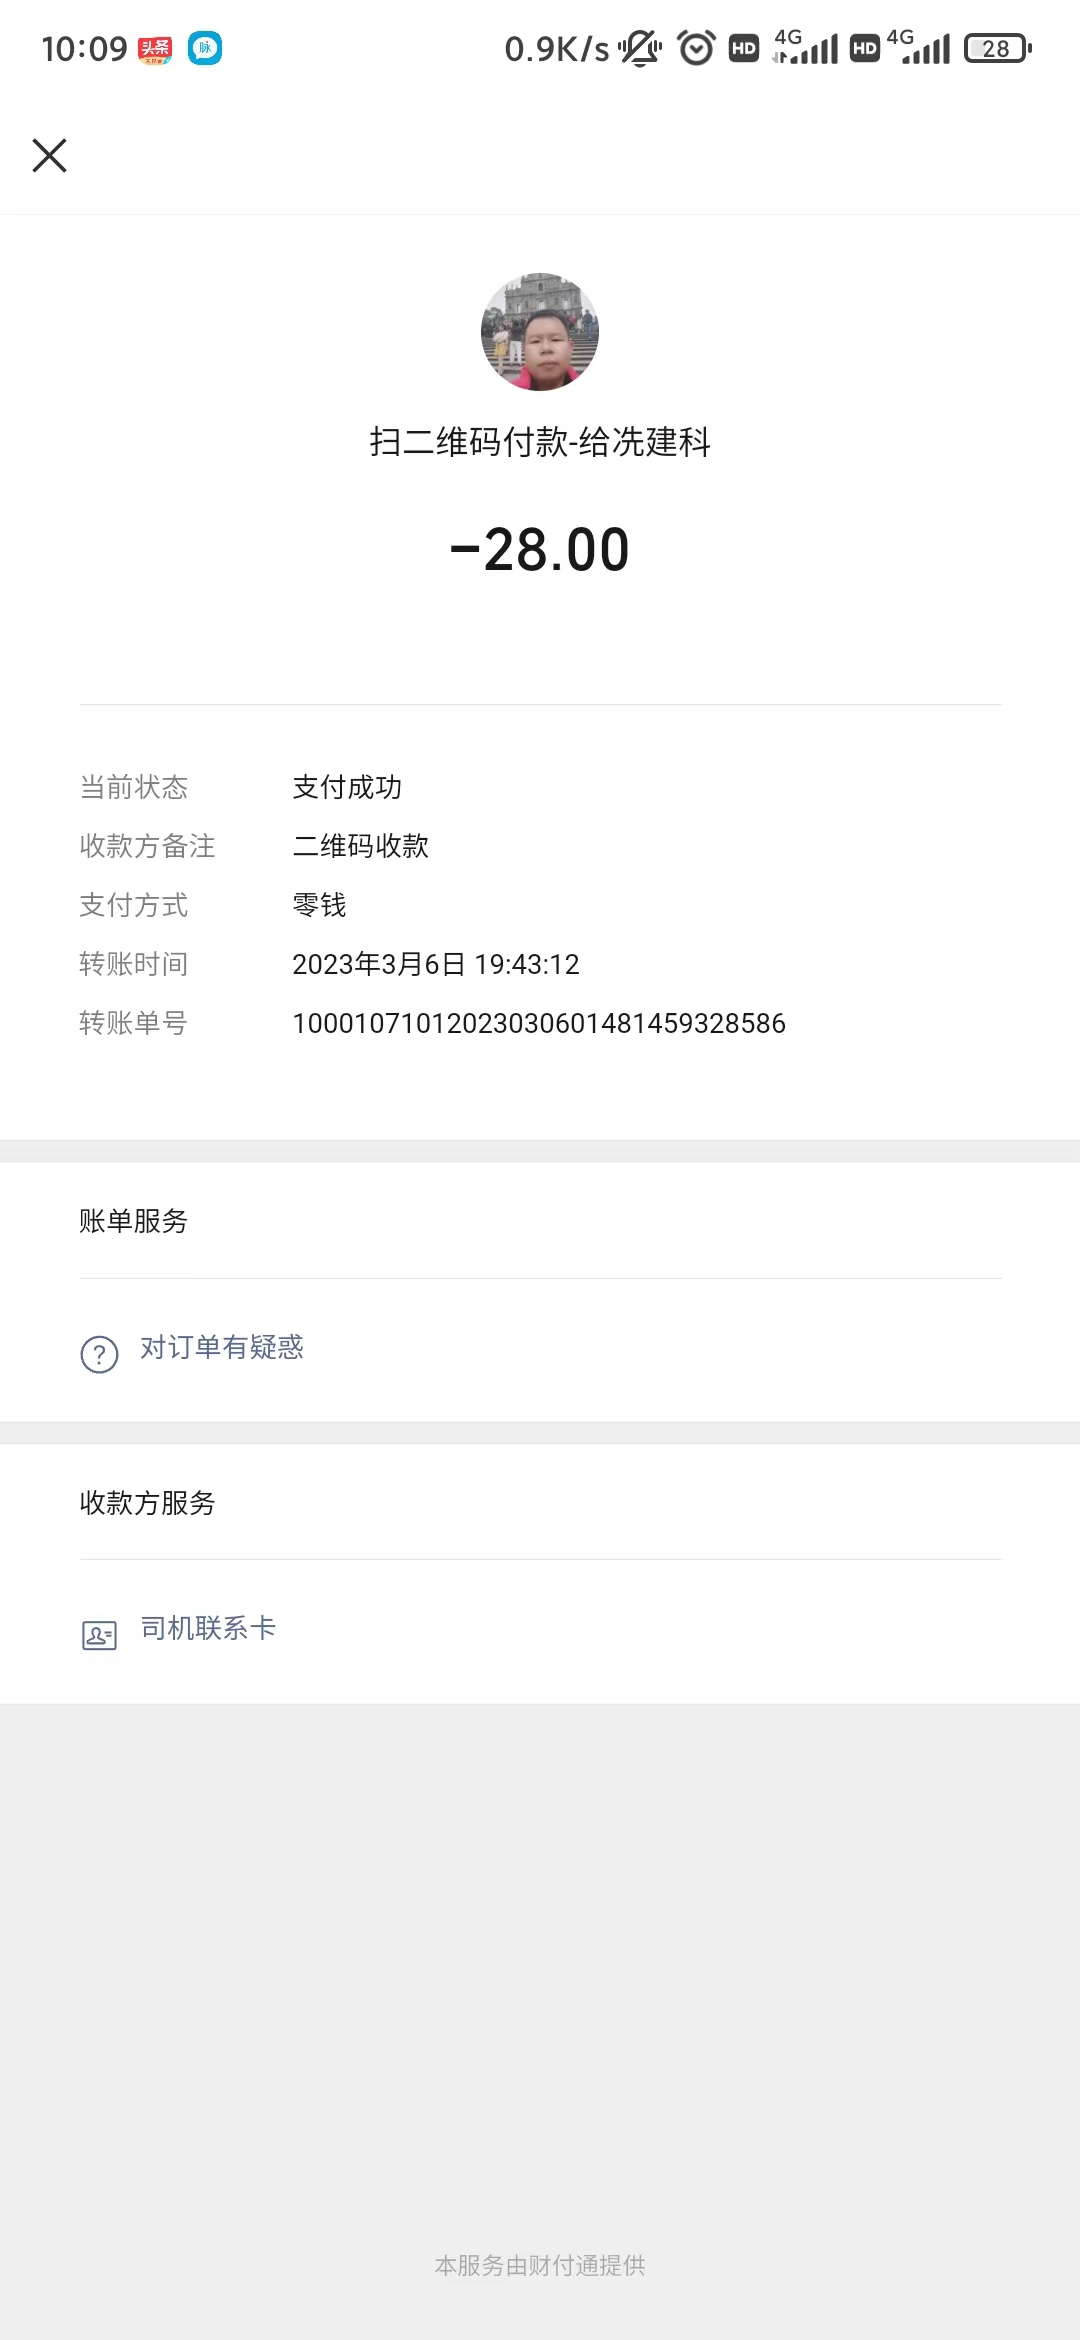 10:09 头条 脉 0.9K/s HD 4G HD 4G 28
扫二维码付款-给冼建科
-28.00
当前状态 支付成功
收款方备注 二维码收款
支付方式 零钱
转账时间 2023年3月6日 19:43:12
转账单号 1000107101202303060148145932​8586
账单服务
? 对订单有疑惑
收款方服务
司机联系卡
本服务由财付通提供